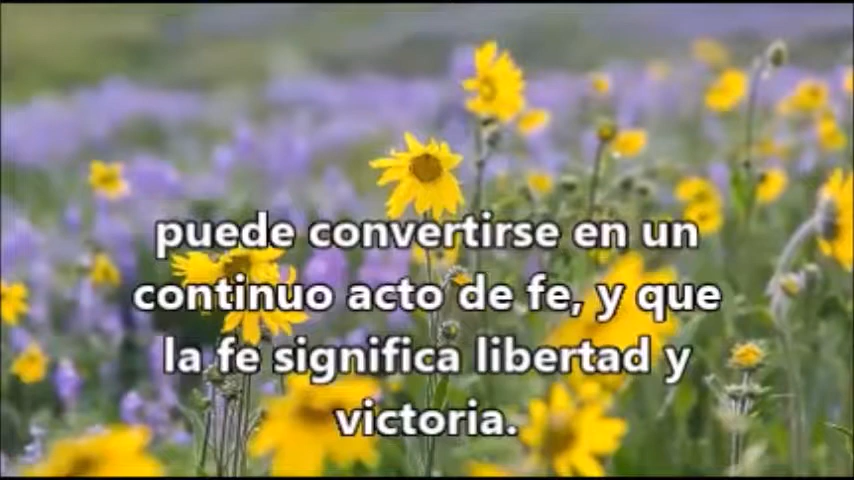 puede convertirse en un
continuo acto de fe, y que
la fe significa libertad y
victoria.